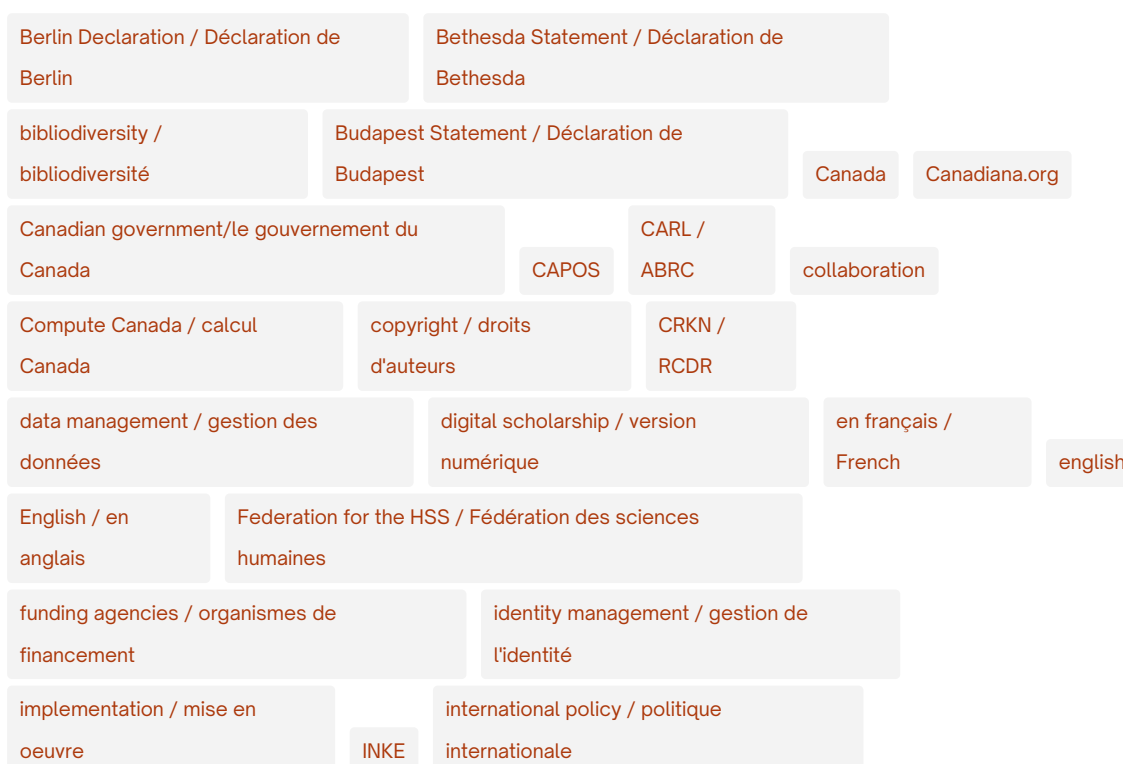 Berlin Declaration / Déclaration de
Berlin
Bethesda Statement / Déclaration de
Bethesda
bibliodiversity /
bibliodiversité
Budapest Statement / Déclaration de
Budapest
Canada
Canadiana.org
Canadian government/le gouvernement du
Canada
CAPOS
CARL /
ABRC
collaboration
Compute Canada / calcul
Canada
copyright / droits
d'auteurs
CRKN /
RCDR
data management / gestion des
données
digital scholarship / version
numérique
en français /
French
english
English / en
anglais
Federation for the HSS / Fédération des sciences
humaines
funding agencies / organismes de
financement
identity management / gestion de
l'identité
implementation / mise en
oeuvre
INKE
international policy / politique
internationale